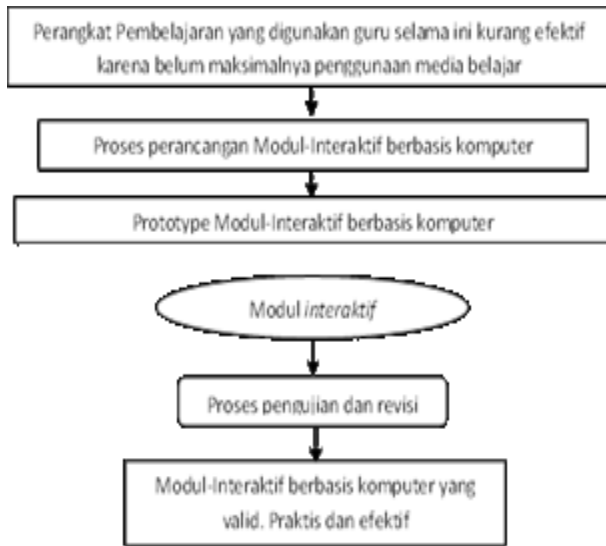 Perangkat Pembelajaran yang digunakan guru selama ini kurang efektif
karena belum maksimalnya penggunaan media belajar
Proses perancangan Modul-Interaktif berbasis komputer
Prototype Modul-Interaktif berbasis komputer
Modul interaktif
Proses pengujian dan revisi
Modul-Interaktif berbasis komputer yang
valid. Praktis dan efektif